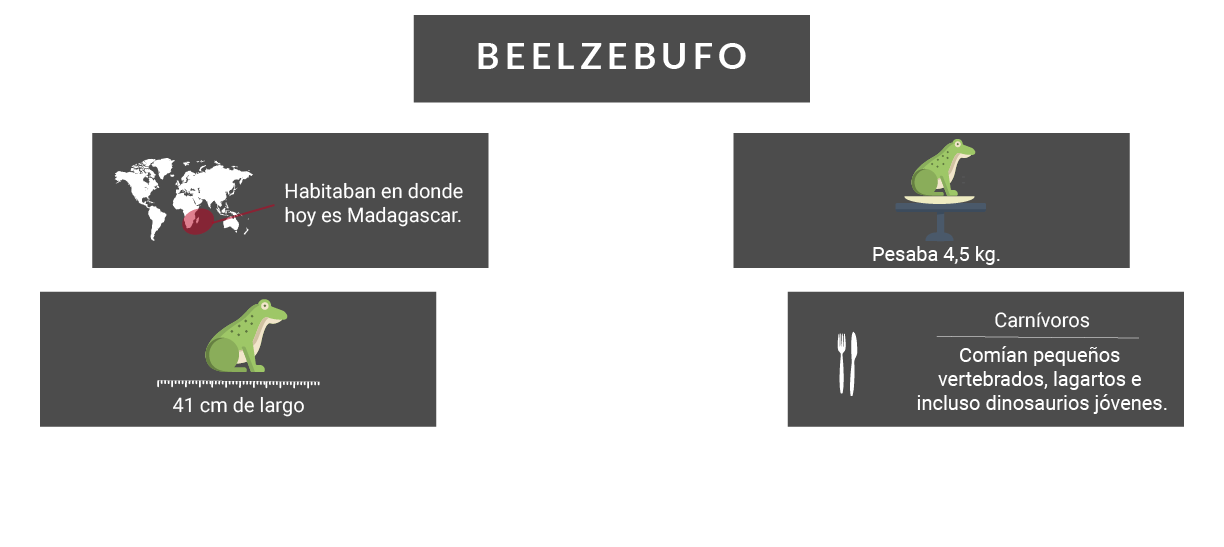 BEELZEBUFO
Habitaban en donde
hoy es Madagascar.
Pesaba 4,5 kg.
41 cm de largo
Carnívoros
Comían pequeños
vertebrados, lagartos e
incluso dinosaurios jóvenes.